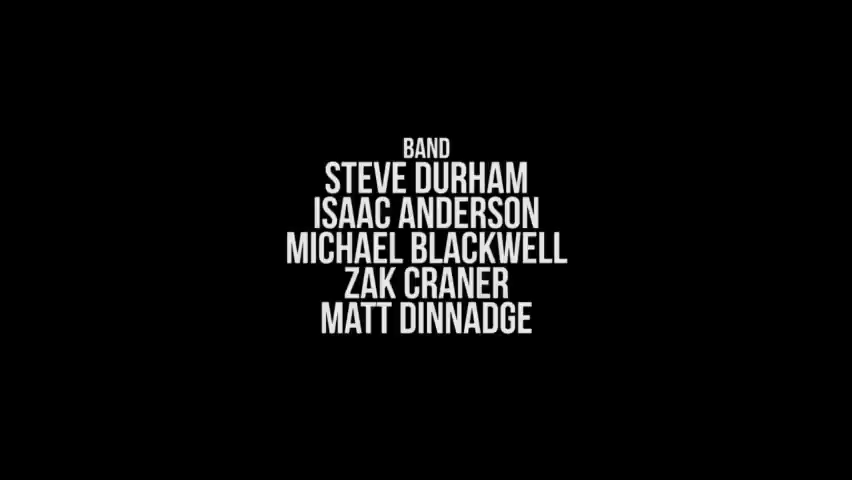 BAND
STEVE DURHAM
ISAAC ANDERSON
MICHAEL BLACKWELL
ZAK CRANER
MATT DINNADGE